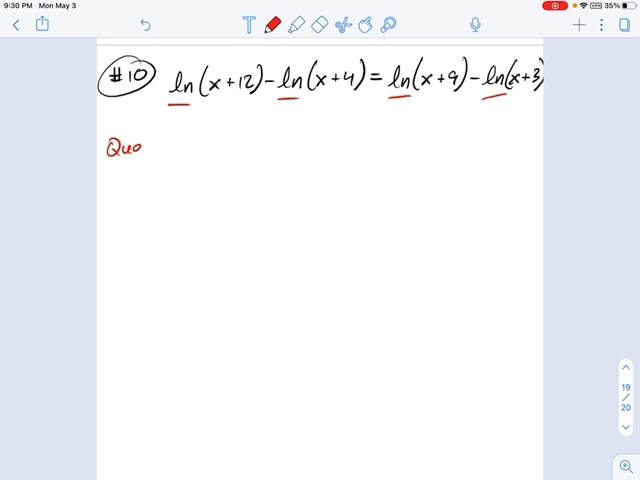 9:30 PM Mon May 3
35%
T
#10 ln(x+12)-ln(x+4)=ln(x+9)-ln(x+3)
Quo
19
/
20